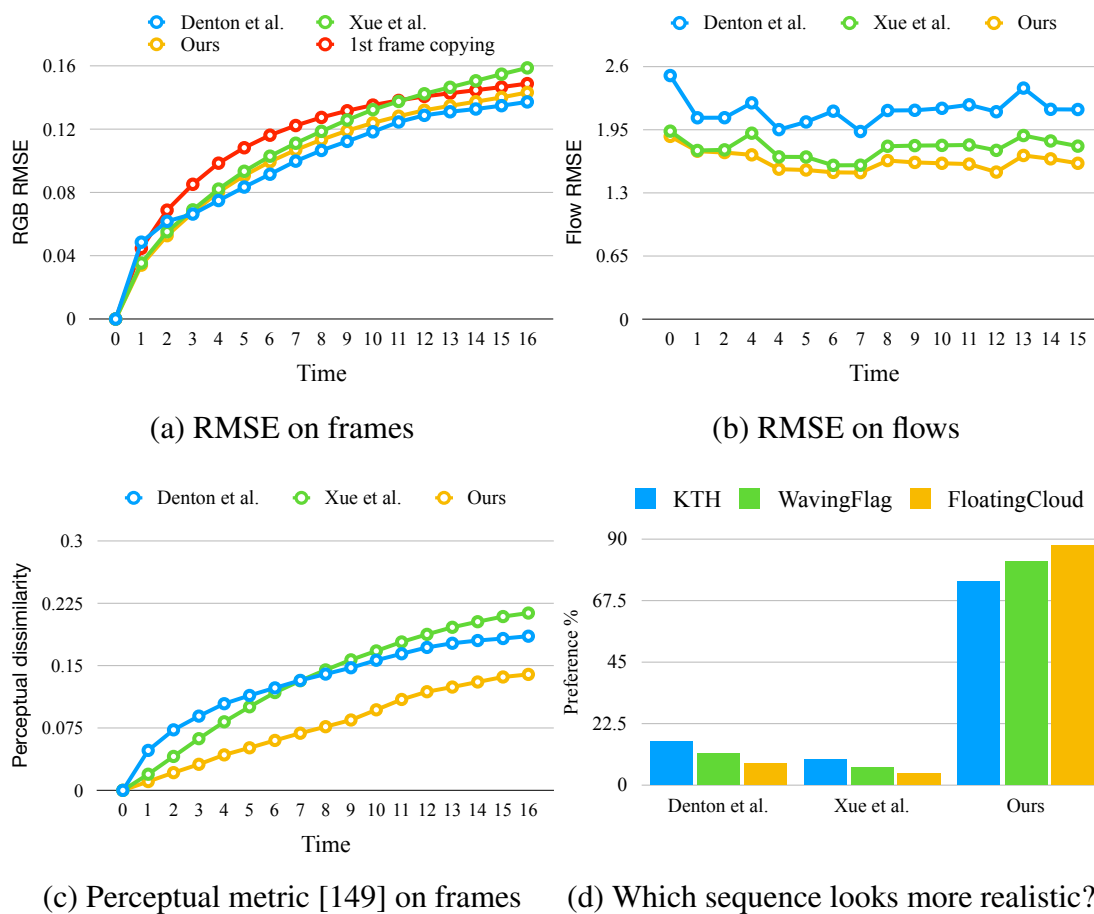 Denton et al. Xue et al.
Ours 1st frame copying
RGB RMSE
0.16
0.12
0.08
0.04
0
0 1 2 3 4 5 6 7 8 9 10 11 12 13 14 15 16
Time
(a) RMSE on frames
Denton et al. Xue et al. Ours
Flow RMSE
2.6
1.95
1.3
0.65
0
0 1 2 4 4 5 6 7 8 9 10 11 12 13 14 15
Time
(b) RMSE on flows
Denton et al. Xue et al. Ours
Perceptual dissimilarity
0.3
0.225
0.15
0.075
0
0 1 2 3 4 5 6 7 8 9 10 11 12 13 14 15 16
Time
(c) Perceptual metric [149] on frames
KTH WavingFlag FloatingCloud
Preference %
90
67.5
45
22.5
0
Denton et al. Xue et al. Ours
(d) Which sequence looks more realistic?